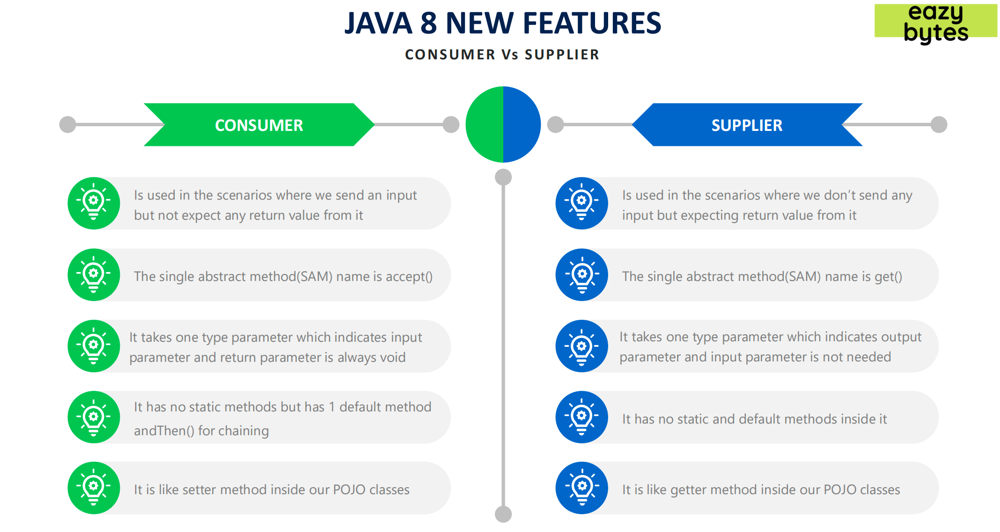 JAVA 8 NEW FEATURES
eazy
bytes
CONSUMER Vs SUPPLIER
CONSUMER
Is used in the scenarios where we send an input
but not expect any return value from it
The single abstract method(SAM) name is accept()
It takes one type parameter which indicates input
parameter and return parameter is always void
It has no static methods but has 1 default method
andThen() for chaining
It is like setter method inside our POJO classes
SUPPLIER
Is used in the scenarios where we don’t send any
input but expecting return value from it
The single abstract method(SAM) name is get()
It takes one type parameter which indicates output
parameter and input parameter is not needed
It has no static and default methods inside it
It is like getter method inside our POJO classes